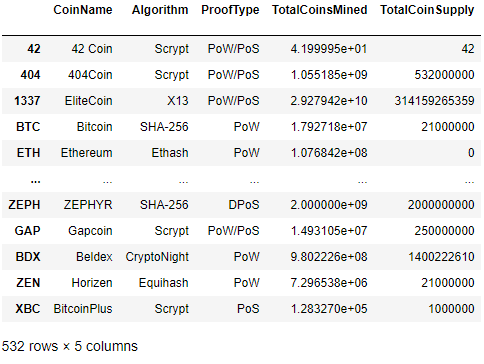 CoinName Algorithm ProofType TotalCoinsMined TotalCoinSupply
42 42 Coin Scrypt PoW/PoS 4.199995e+01 42
404 404Coin Scrypt PoW/PoS 1.055185e+09 532000000
1337 EliteCoin X13 PoW/PoS 2.927942e+10 314159265359
BTC Bitcoin SHA-256 PoW 1.792718e+07 21000000
ETH Ethereum Ethash PoW 1.076842e+08 0
... ... ... ... ... ...
ZEPH ZEPHYR SHA-256 DPoS 2.000000e+09 2000000000
GAP Gapcoin Scrypt PoW/PoS 1.493107e+07 250000000
BDX Beldex CryptoNight PoW 9.802226e+08 1400222610
ZEN Horizen Equihash PoW 7.296538e+06 21000000
XBC BitcoinPlus Scrypt PoS 1.283270e+05 1000000
532 rows × 5 columns